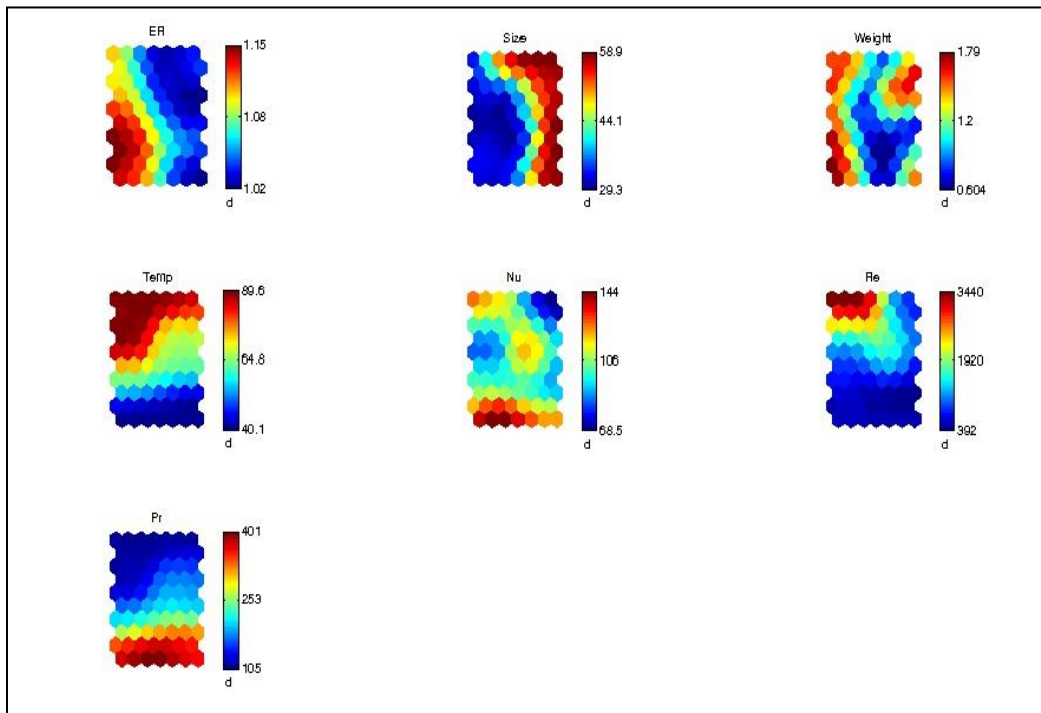 ER
1.15
1.08
1.02
d
Size
58.9
44.1
29.3
d
Weight
1.79
1.2
0.604
d
Temp
89.6
64.8
40.1
d
Nu
144
106
68.5
d
Re
3440
1920
392
d
Pr
401
253
105
d